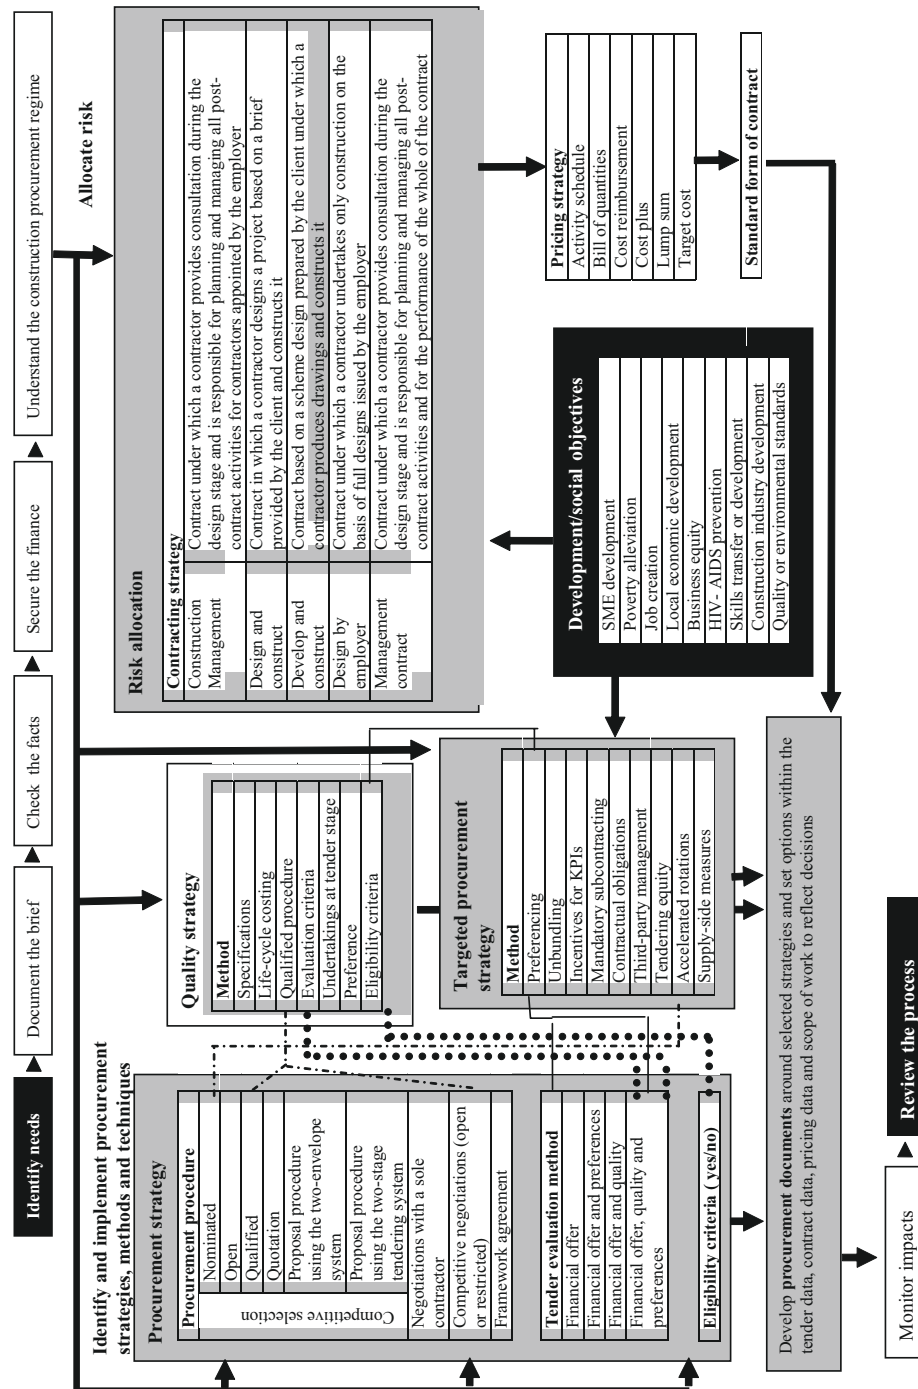 Identify needs
Document the brief
Check the facts
Secure the finance
Understand the construction procurement regime
Identify and implement procurement
strategies, methods and techniques
Allocate risk
Procurement strategy
Procurement procedure
Competitive selection
Nominated
Open
Qualified
Quotation
Proposal procedure
using the two-envelope
system
Proposal procedure
using the two-stage
tendering system
Negotiations with a sole
contractor
Competitive negotiations (open
or restricted)
Framework agreement
Tender evaluation method
Financial offer
Financial offer and preferences
Financial offer and quality
Financial offer, quality and
preferences
Eligibility criteria ( yes/no)
Quality strategy
Method
Specifications
Life-cycle costing
Qualified procedure
Evaluation criteria
Undertakings at tender stage
Preference
Eligibility criteria
Targeted procurement
strategy
Method
Preferencing
Unbundling
Incentives for KPIs
Mandatory subcontracting
Contractual obligations
Third-party management
Tendering equity
Accelerated rotations
Supply-side measures
Risk allocation
Contracting strategy
Construction
Management
Contract under which a contractor provides consultation during the
design stage and is responsible for planning and managing all post-
contract activities for contractors appointed by the employer
Design and
construct
Contract in which a contractor designs a project based on a brief
provided by the client and constructs it
Develop and
construct
Contract based on a scheme design prepared by the client under which a
contractor produces drawings and constructs it
Design by
employer
Contract under which a contractor undertakes only construction on the
basis of full designs issued by the employer
Management
contract
Contract under which a contractor provides consultation during the
design stage and is responsible for planning and managing all post-
contract activities and for the performance of the whole of the contract
Development/social objectives
SME development
Poverty alleviation
Job creation
Local economic development
Business equity
HIV- AIDS prevention
Skills transfer or development
Construction industry development
Quality or environmental standards
Pricing strategy
Activity schedule
Bill of quantities
Cost reimbursement
Cost plus
Lump sum
Target cost
Standard form of contract
Develop procurement documents around selected strategies and set options within the
tender data, contract data, pricing data and scope of work to reflect decisions
Monitor impacts
Review the process